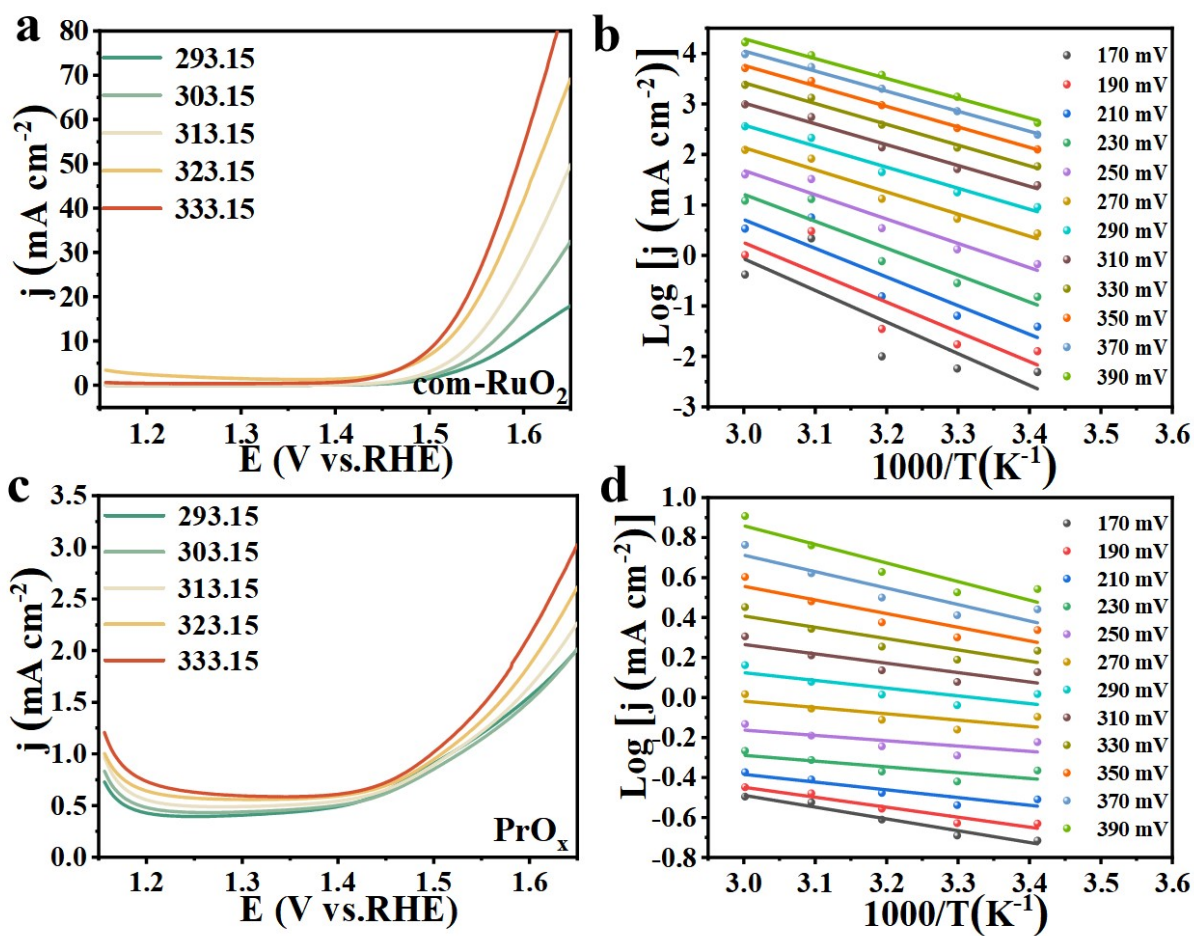 a
j (mA cm-2)
80
70
60
50
40
30
20
10
0
293.15
303.15
313.15
323.15
333.15
com-RuO2
1.2 1.3 1.4 1.5 1.6
E (V vs.RHE)
b
Log [j (mA cm-2)]
4
3
2
1
0
-1
-2
-3
170 mV
190 mV
210 mV
230 mV
250 mV
270 mV
290 mV
310 mV
330 mV
350 mV
370 mV
390 mV
3.0 3.1 3.2 3.3 3.4 3.5 3.6
1000/T(K-1)
c
j (mA cm-2)
3.5
3.0
2.5
2.0
1.5
1.0
0.5
0.0
293.15
303.15
313.15
323.15
333.15
PrOx
1.2 1.3 1.4 1.5 1.6
E (V vs.RHE)
d
Log [j (mA cm-2)]
1.0
0.8
0.6
0.4
0.2
0.0
-0.2
-0.4
-0.6
-0.8
170 mV
190 mV
210 mV
230 mV
250 mV
270 mV
290 mV
310 mV
330 mV
350 mV
370 mV
390 mV
3.0 3.1 3.2 3.3 3.4 3.5 3.6
1000/T(K-1)